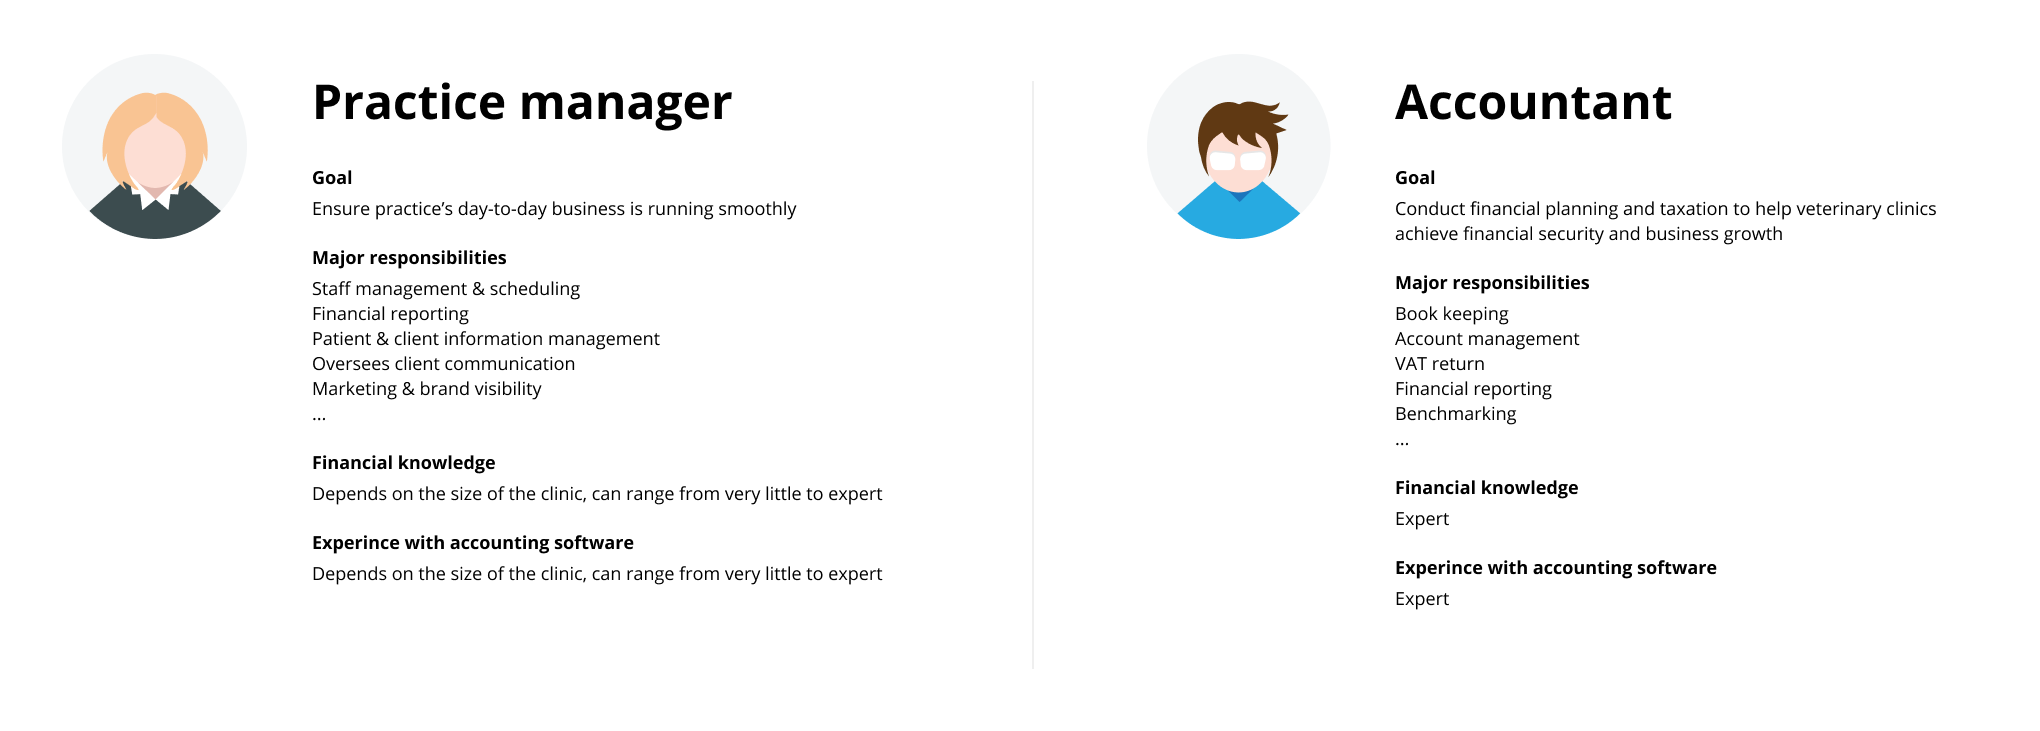 Practice manager
Goal
Ensure practice’s day-to-day business is running smoothly
Major responsibilities
Staff management & scheduling
Financial reporting
Patient & client information management
Oversees client communication
Marketing & brand visibility
...
Financial knowledge
Depends on the size of the clinic, can range from very little to expert
Experince with accounting software
Depends on the size of the clinic, can range from very little to expert
Accountant
Goal
Conduct financial planning and taxation to help veterinary clinics
achieve financial security and business growth
Major responsibilities
Book keeping
Account management
VAT return
Financial reporting
Benchmarking
...
Financial knowledge
Expert
Experince with accounting software
Expert